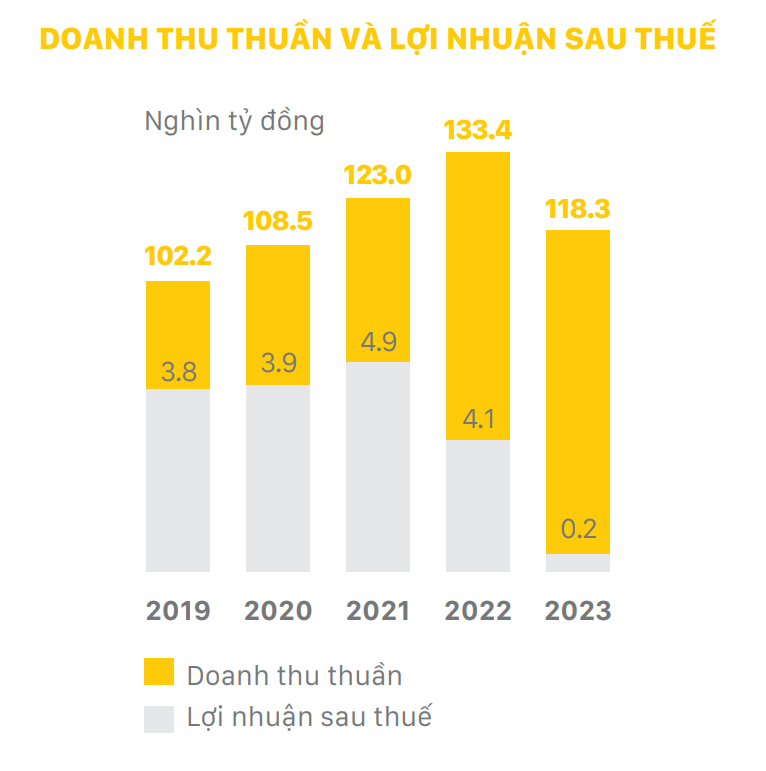 DOANH THU THUẦN VÀ LỢI NHUẬN SAU THUẾ
Nghìn tỷ đồng
133.4
123.0
118.3
108.5
102.2
4.9
3.9
3.8
4.1
0.2
2019 2020 2021 2022 2023
Doanh thu thuần
Lợi nhuận sau thuế